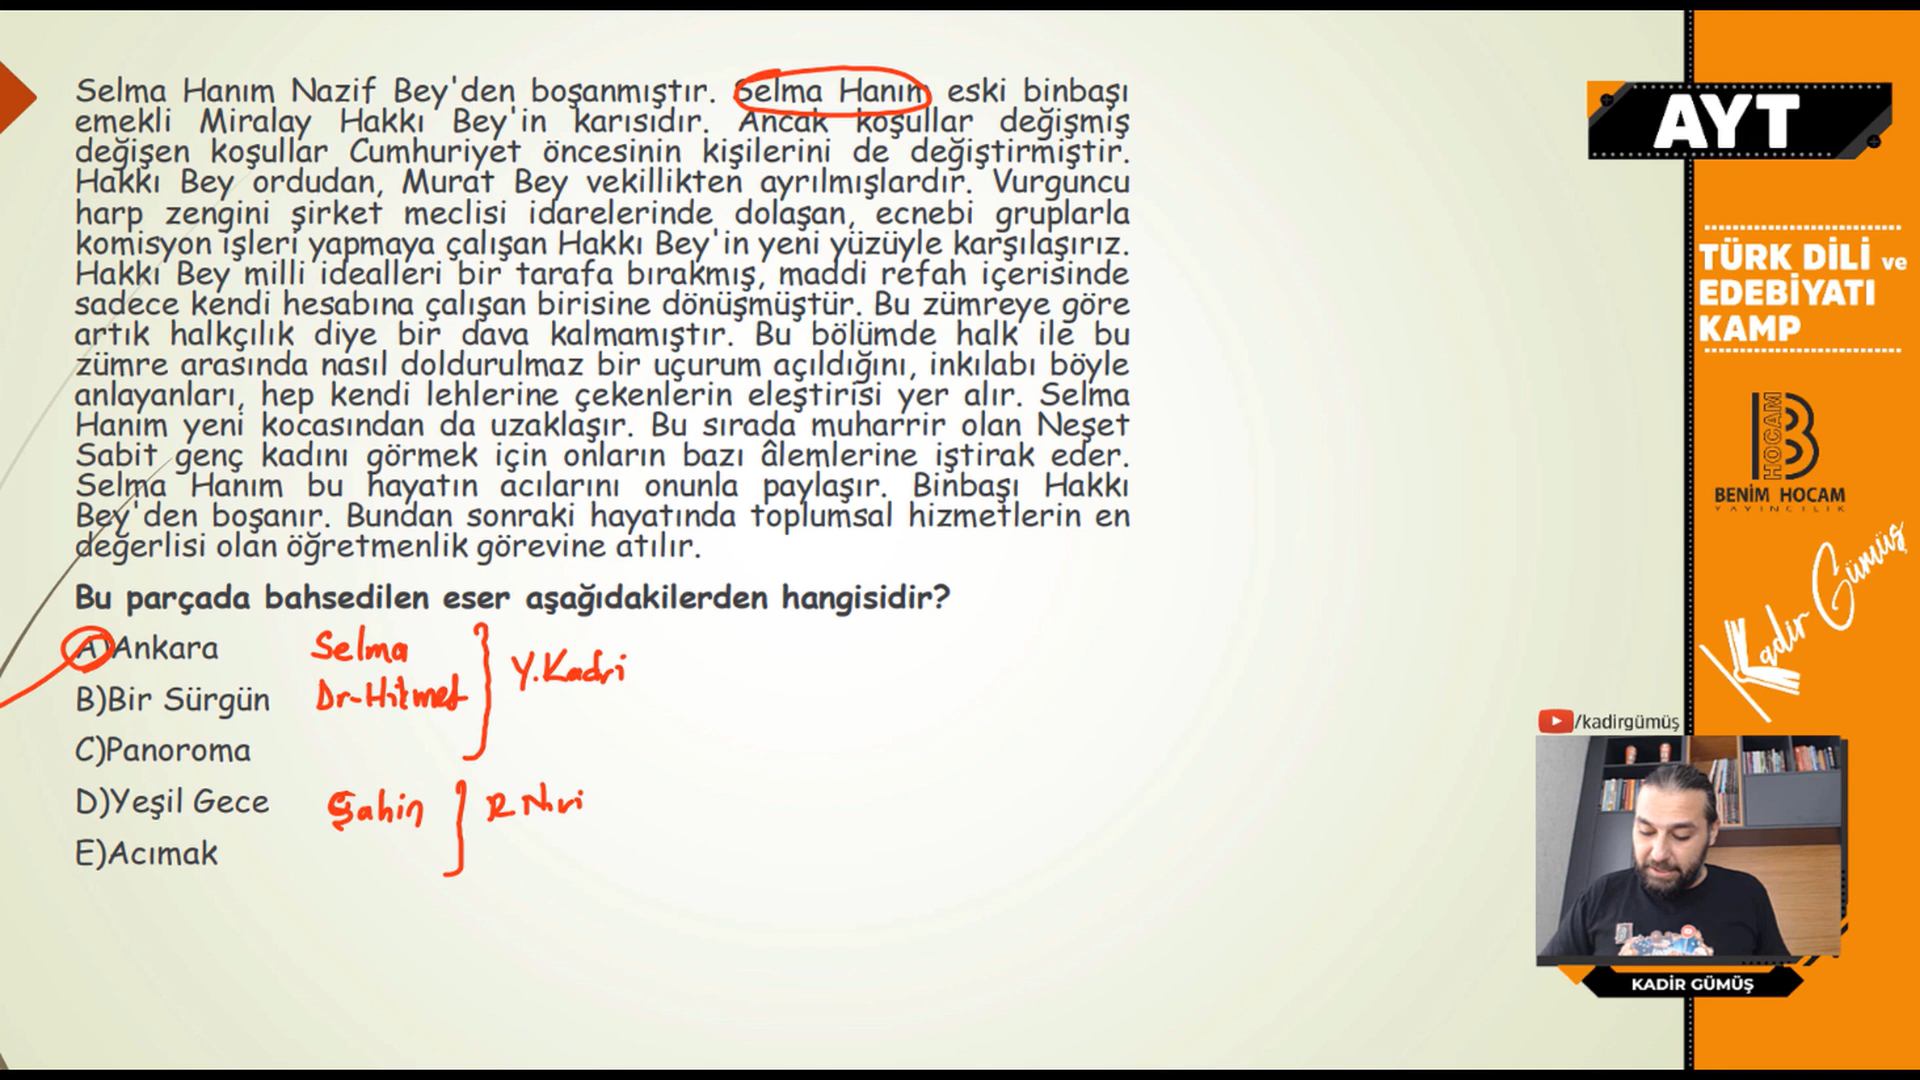 Selma Hanım Nazif Bey'den boşanmıştır. Selma Hanım eski binbaşı
emekli Miralay Hakkı Bey'in karısıdır. Ancak koşullar değişmiş
değişen koşullar Cumhuriyet öncesinin kişilerini de değiştirmiştir.
Hakkı Bey ordudan, Murat Bey vekillikten ayrılmışlardır. Vurguncu
harp zengini şirket meclisi idarelerinde dolaşan, ecnebi gruplarla
komisyon işleri yapmaya çalışan Hakkı Bey'in yeni yüzüyle karşılaşırız.
Hakkı Bey milli idealleri bir tarafa bırakmış, maddi refah içerisinde
sadece kendi hesabına çalışan birisine dönüşmüştür. Bu zümreye göre
artık halkçılık diye bir dava kalmamıştır. Bu bölümde halk ile bu
zümre arasında nasıl doldurulmaz bir uçurum açıldığını, inkılabı böyle
anlayanları, hep kendi lehlerine çekenlerin eleştirisi yer alır. Selma
Hanım yeni kocasından da uzaklaşır. Bu sırada muharrir olan Neşet
Sabit genç kadını görmek için onların bazı âlemlerine iştirak eder.
Selma Hanım bu hayatın acılarını onunla paylaşır. Binbaşı Hakkı
Bey'den boşanır. Bundan sonraki hayatında toplumsal hizmetlerin en
değerlisi olan öğretmenlik görevine atılır.
Bu parçada bahsedilen eser aşağıdakilerden hangisidir?
A)Ankara Selma
B)Bir Sürgün Dr-Hikmet Y.Kadri
C)Panoroma
D)Yeşil Gece Şahin R Nuri
E)Acımak
AYT
TÜRK DİLİ ve
EDEBİYATI
KAMP
HOCAM
BENİM HOCAM
YAYINCILIK
Kadir Gümüş
/kadirgümüş
KADİR GÜMÜŞ